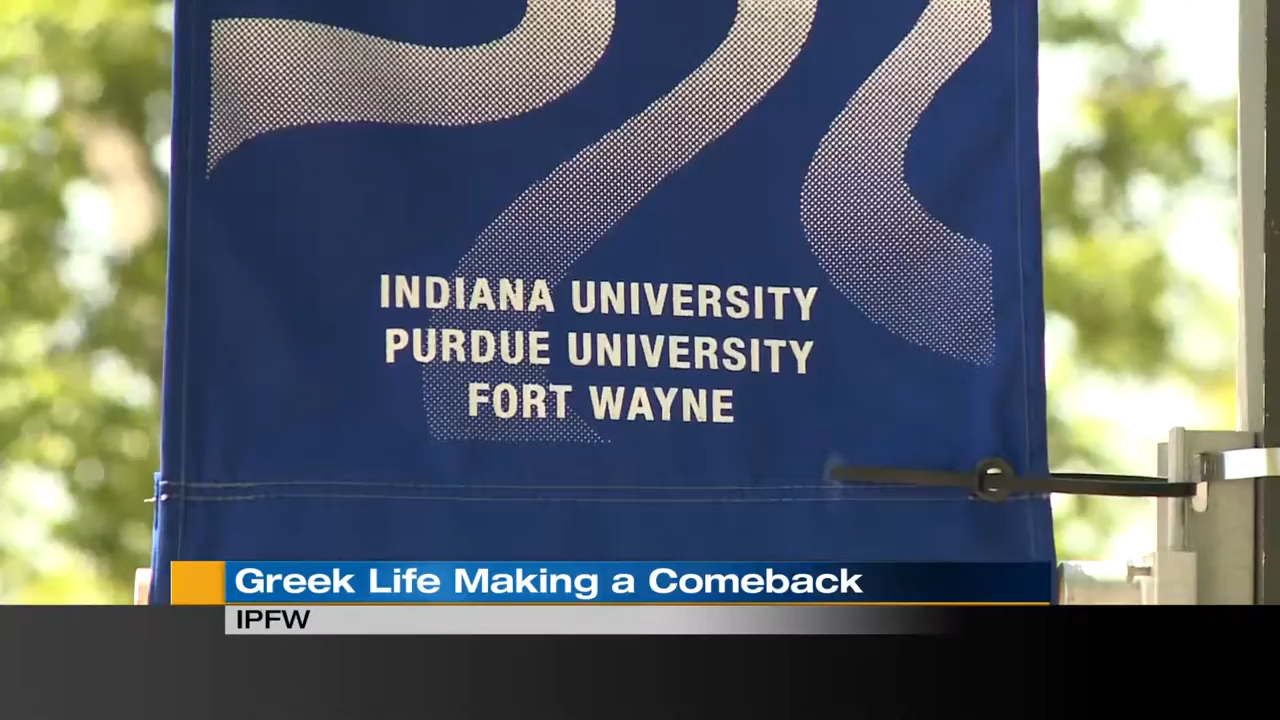 INDIANA UNIVERSITY
PURDUE UNIVERSITY
FORT WAYNE
Greek Life Making a Comeback
IPFW